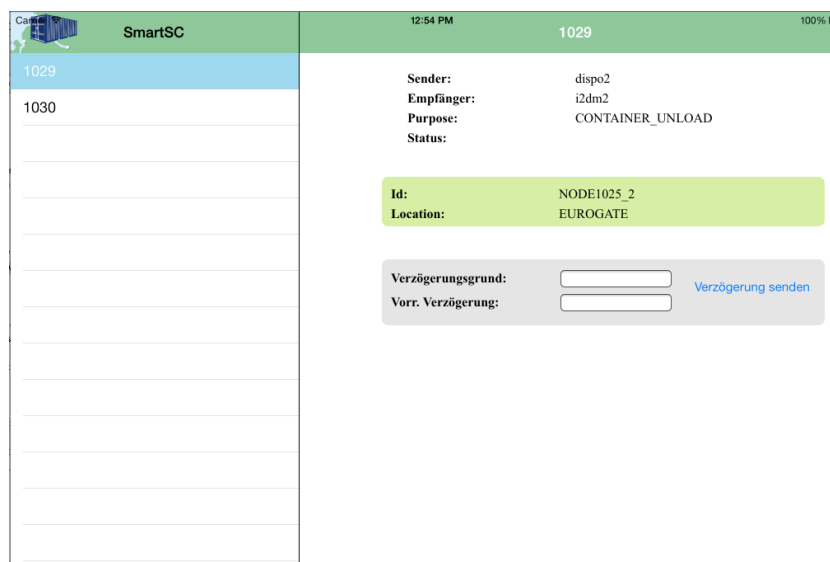 12:54 PM
100%
SmartSC
1029
1029
1030
Sender: dispo2
Empfänger: i2dm2
Purpose: CONTAINER_UNLOAD
Status:
Id: NODE1025_2
Location: EUROGATE
Verzögerungsgrund:
Verzögerung senden
Vorr. Verzögerung: